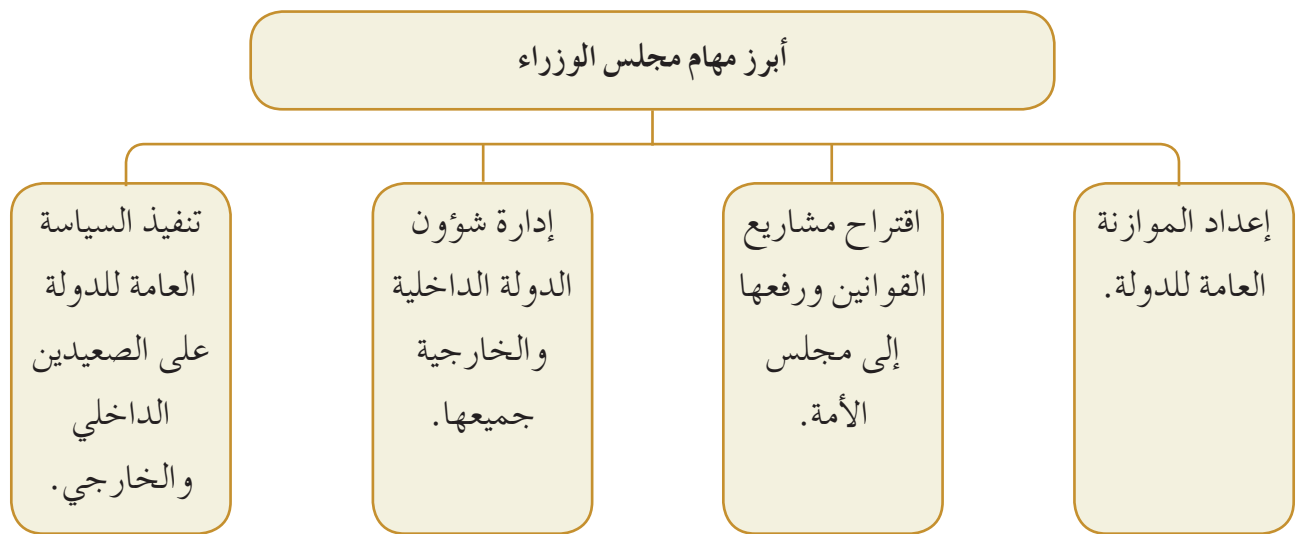 أبرز مهام مجلس الوزراء
إعداد الموازنة
العامة للدولة.
اقتراح مشاريع
القوانين ورفعها
إلى مجلس
الأمة.
إدارة شؤون
الدولة الداخلية
والخارجية
جميعها.
تنفيذ السياسة
العامة للدولة
على الصعيدين
الداخلي
والخارجي.